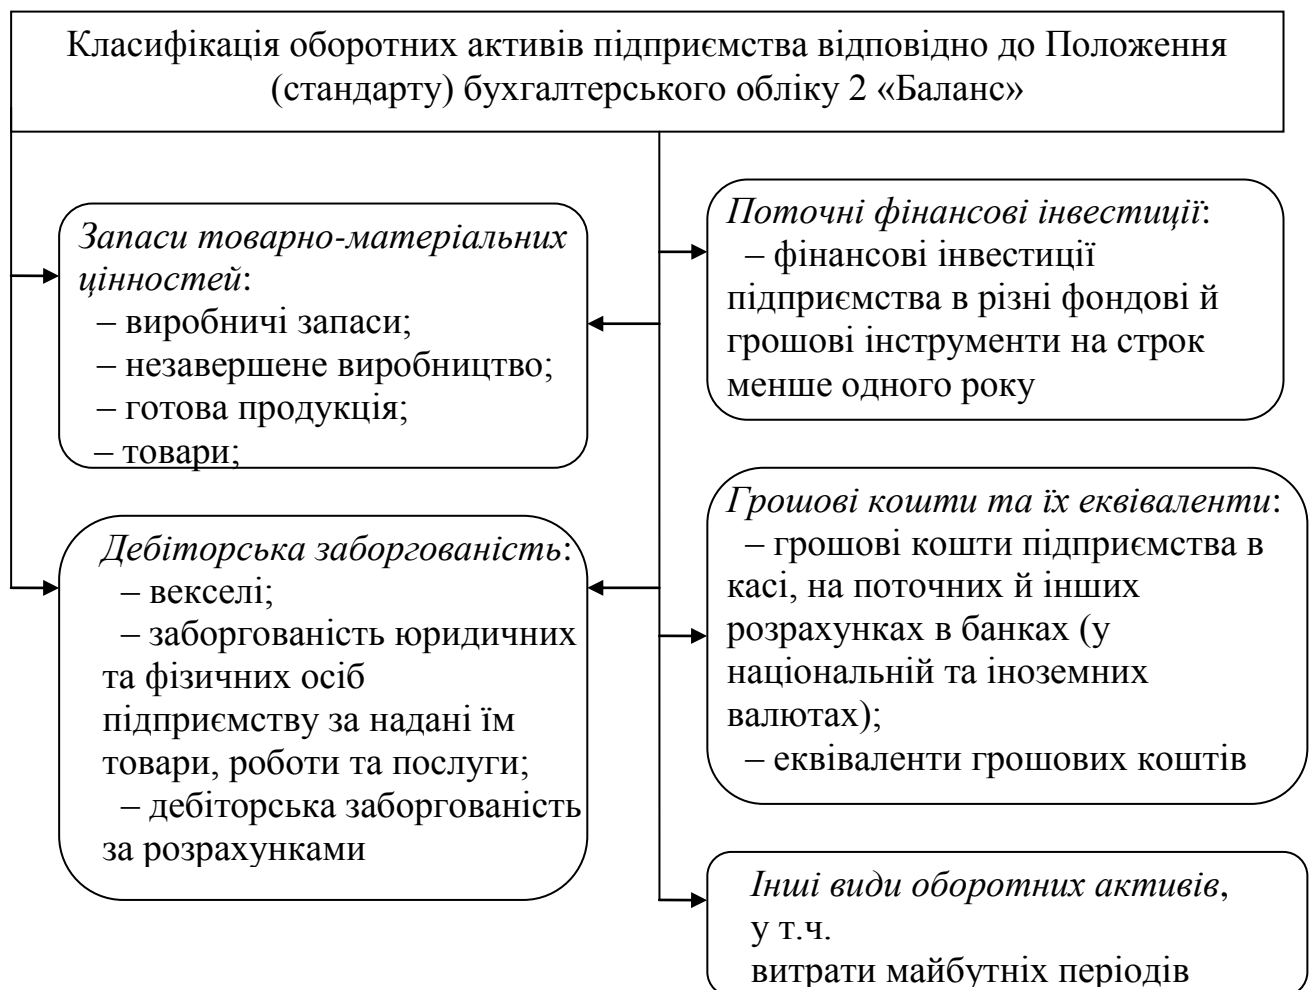 Класифікація оборотних активів підприємства відповідно до Положення
(стандарту) бухгалтерського обліку 2 «Баланс»
Запаси товарно-матеріальних
цінностей:
– виробничі запаси;
– незавершене виробництво;
– готова продукція;
– товари;
Дебіторська заборгованість:
– векселі;
– заборгованість юридичних
та фізичних осіб
підприємству за надані їм
товари, роботи та послуги;
– дебіторська заборгованість
за розрахунками
Поточні фінансові інвестиції:
– фінансові інвестиції
підприємства в різні фондові й
грошові інструменти на строк
менше одного року
Грошові кошти та їх еквіваленти:
– грошові кошти підприємства в
касі, на поточних й інших
розрахунках в банках (у
національній та іноземних
валютах);
– еквіваленти грошових коштів
Інші види оборотних активів,
у т.ч.
витрати майбутніх періодів